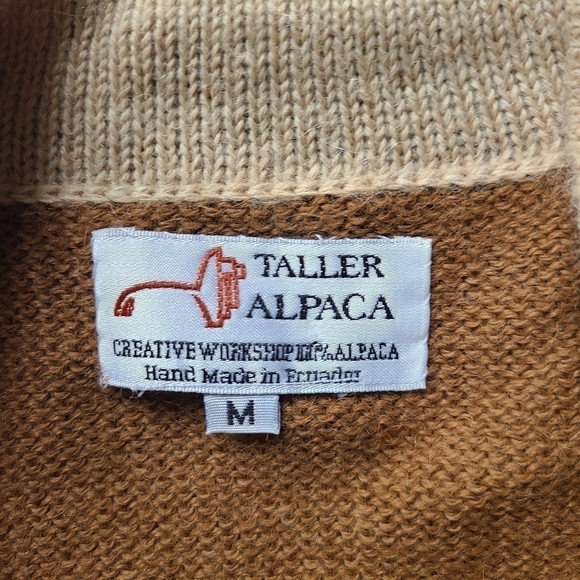 TALLER
ALPACA
CREATIVE WORKSHOP 100% ALPACA
Hand Made in Ecuador
M